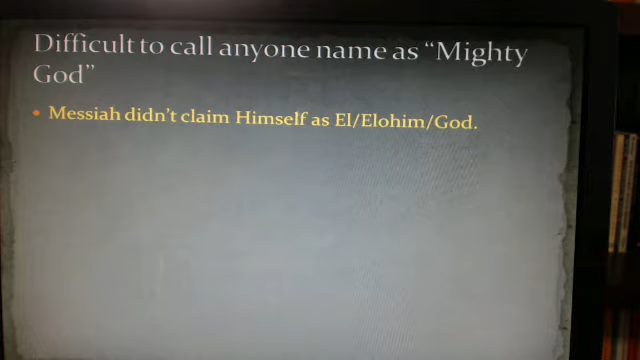 Difficult to call anyone name as “Mighty
God”
• Messiah didn’t claim Himself as El/Elohim/God.